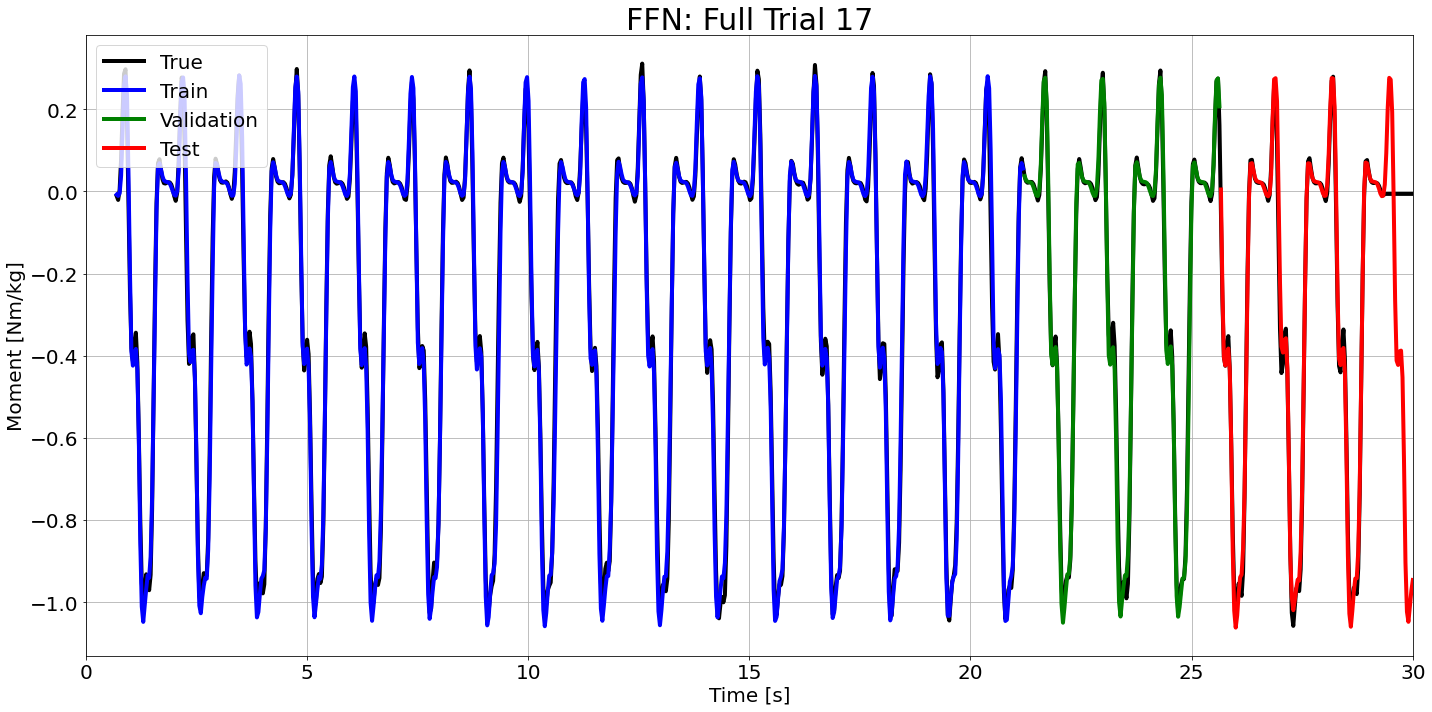 FFN: Full Trial 17
True
Train
Validation
Test
0.2
0.0
−0.2
−0.4
−0.6
−0.8
−1.0
Moment [Nm/kg]
0 5 10 15 20 25 30
Time [s]